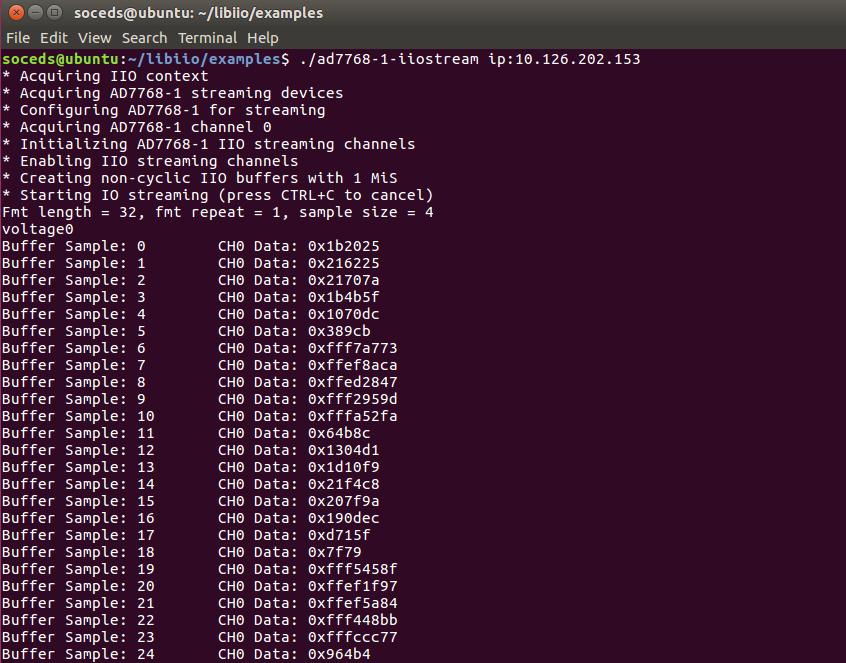 soceds@ubuntu: ~/libiio/examples
File Edit View Search Terminal Help
soceds@ubuntu:~/libiio/examples$ ./ad7768-1-iiostream ip:10.126.202.153
* Acquiring IIO context
* Acquiring AD7768-1 streaming devices
* Configuring AD7768-1 for streaming
* Acquiring AD7768-1 channel 0
* Initializing AD7768-1 IIO streaming channels
* Enabling IIO streaming channels
* Creating non-cyclic IIO buffers with 1 MiS
* Starting IO streaming (press CTRL+C to cancel)
Fmt length = 32, fmt repeat = 1, sample size = 4
voltage0
Buffer Sample: 0 CH0 Data: 0x1b2025
Buffer Sample: 1 CH0 Data: 0x216225
Buffer Sample: 2 CH0 Data: 0x21707a
Buffer Sample: 3 CH0 Data: 0x1b4b5f
Buffer Sample: 4 CH0 Data: 0x1070dc
Buffer Sample: 5 CH0 Data: 0x389cb
Buffer Sample: 6 CH0 Data: 0xfff7a773
Buffer Sample: 7 CH0 Data: 0xffef8aca
Buffer Sample: 8 CH0 Data: 0xffed2847
Buffer Sample: 9 CH0 Data: 0xfff2959d
Buffer Sample: 10 CH0 Data: 0xfffa52fa
Buffer Sample: 11 CH0 Data: 0x64b8c
Buffer Sample: 12 CH0 Data: 0x1304d1
Buffer Sample: 13 CH0 Data: 0x1d10f9
Buffer Sample: 14 CH0 Data: 0x21f4c8
Buffer Sample: 15 CH0 Data: 0x207f9a
Buffer Sample: 16 CH0 Data: 0x190dec
Buffer Sample: 17 CH0 Data: 0xd715f
Buffer Sample: 18 CH0 Data: 0x7f79
Buffer Sample: 19 CH0 Data: 0xfff5458f
Buffer Sample: 20 CH0 Data: 0xffef1f97
Buffer Sample: 21 CH0 Data: 0xffef5a84
Buffer Sample: 22 CH0 Data: 0xfff448bb
Buffer Sample: 23 CH0 Data: 0xfffccc77
Buffer Sample: 24 CH0 Data: 0x964b4